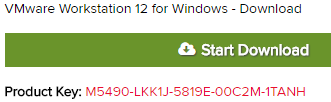 VMware Workstation 12 for Windows - Download
Start Download
Product Key: M5490-LKK1J-5819E-00C2M-1TANH